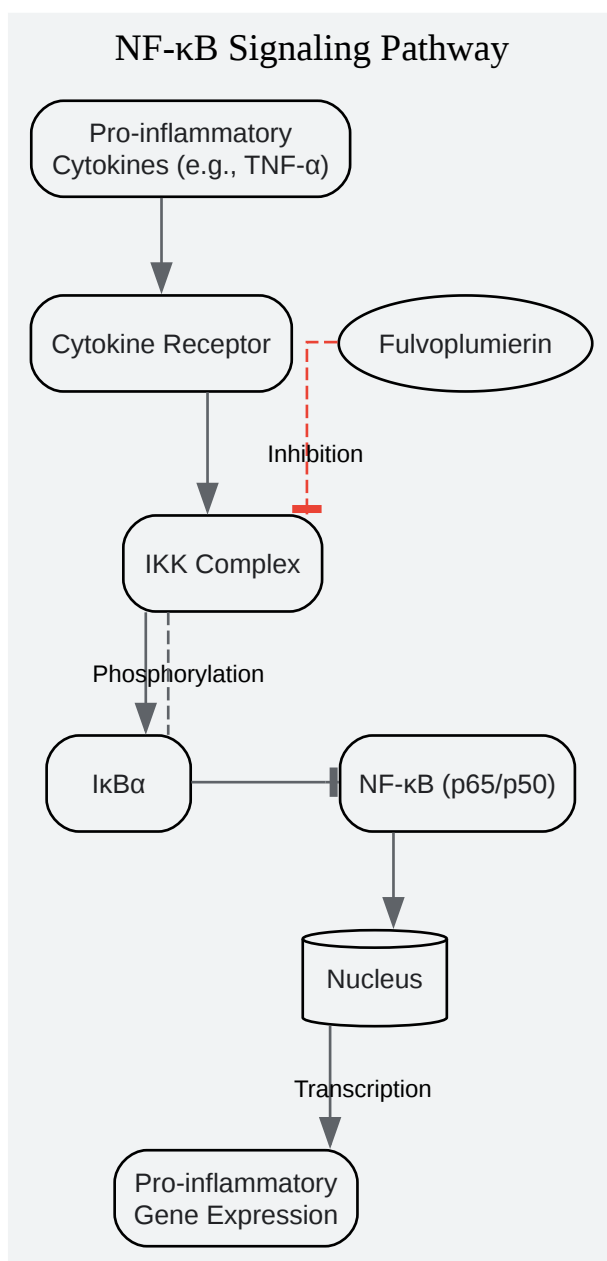 NF-κB Signaling Pathway
Pro-inflammatory
Cytokines (e.g., TNF-α)
Cytokine Receptor
Fulvoplumierin
Inhibition
IKK Complex
Phosphorylation
IκBα
NF-κB (p65/p50)
Nucleus
Transcription
Pro-inflammatory
Gene Expression